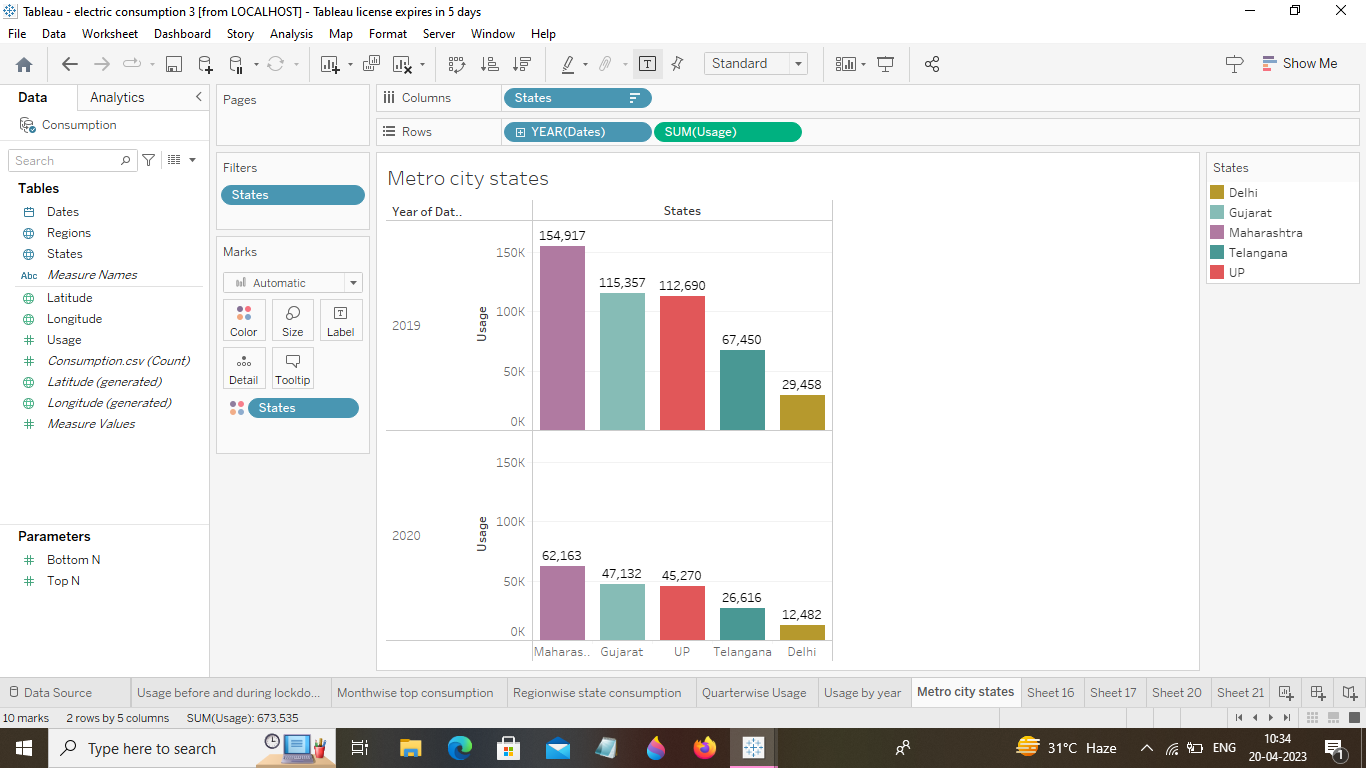 Tableau - electric consumption 3 [from LOCALHOST] - Tableau license expires in 5 days
File Data Worksheet Dashboard Story Analysis Map Format Server Window Help
Standard
Show Me
Data Analytics
Consumption
Search
Tables
Dates
Regions
States
Abc Measure Names
Latitude
Longitude
Usage
Consumption.csv (Count)
Latitude (generated)
Longitude (generated)
Measure Values
Parameters
Bottom N
Top N
Pages
Filters
States
Marks
Automatic
Color Size Label
Detail Tooltip
States
Columns States
Rows YEAR(Dates) SUM(Usage)
Metro city states
Year of Dat.. States
2019
Usage
150K
100K
50K
0K
154,917
115,357
112,690
67,450
29,458
2020
Usage
150K
100K
50K
0K
62,163
47,132
45,270
26,616
12,482
Maharas.. Gujarat UP Telangana Delhi
States
Delhi
Gujarat
Maharashtra
Telangana
UP
Data Source Usage before and during lockdo... Monthwise top consumption Regionwise state consumption Quarterwise Usage Usage by year Metro city states Sheet 16 Sheet 17 Sheet 20 Sheet 21
10 marks 2 rows by 5 columns SUM(Usage): 673,535
Type here to search
31°C Haze
ENG
10:34
20-04-2023
1